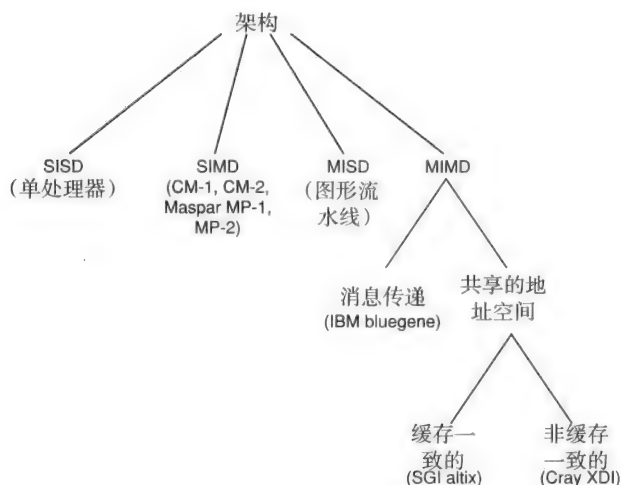 架构
SISD
（单处理器）
SIMD
(CM-1, CM-2,
Maspar MP-1,
MP-2)
MISD
（图形流
水线）
MIMD
消息传递
(IBM bluegene)
共享的地
址空间
缓存一
致的
(SGI altix)
非缓存
一致的
(Cray XDI)